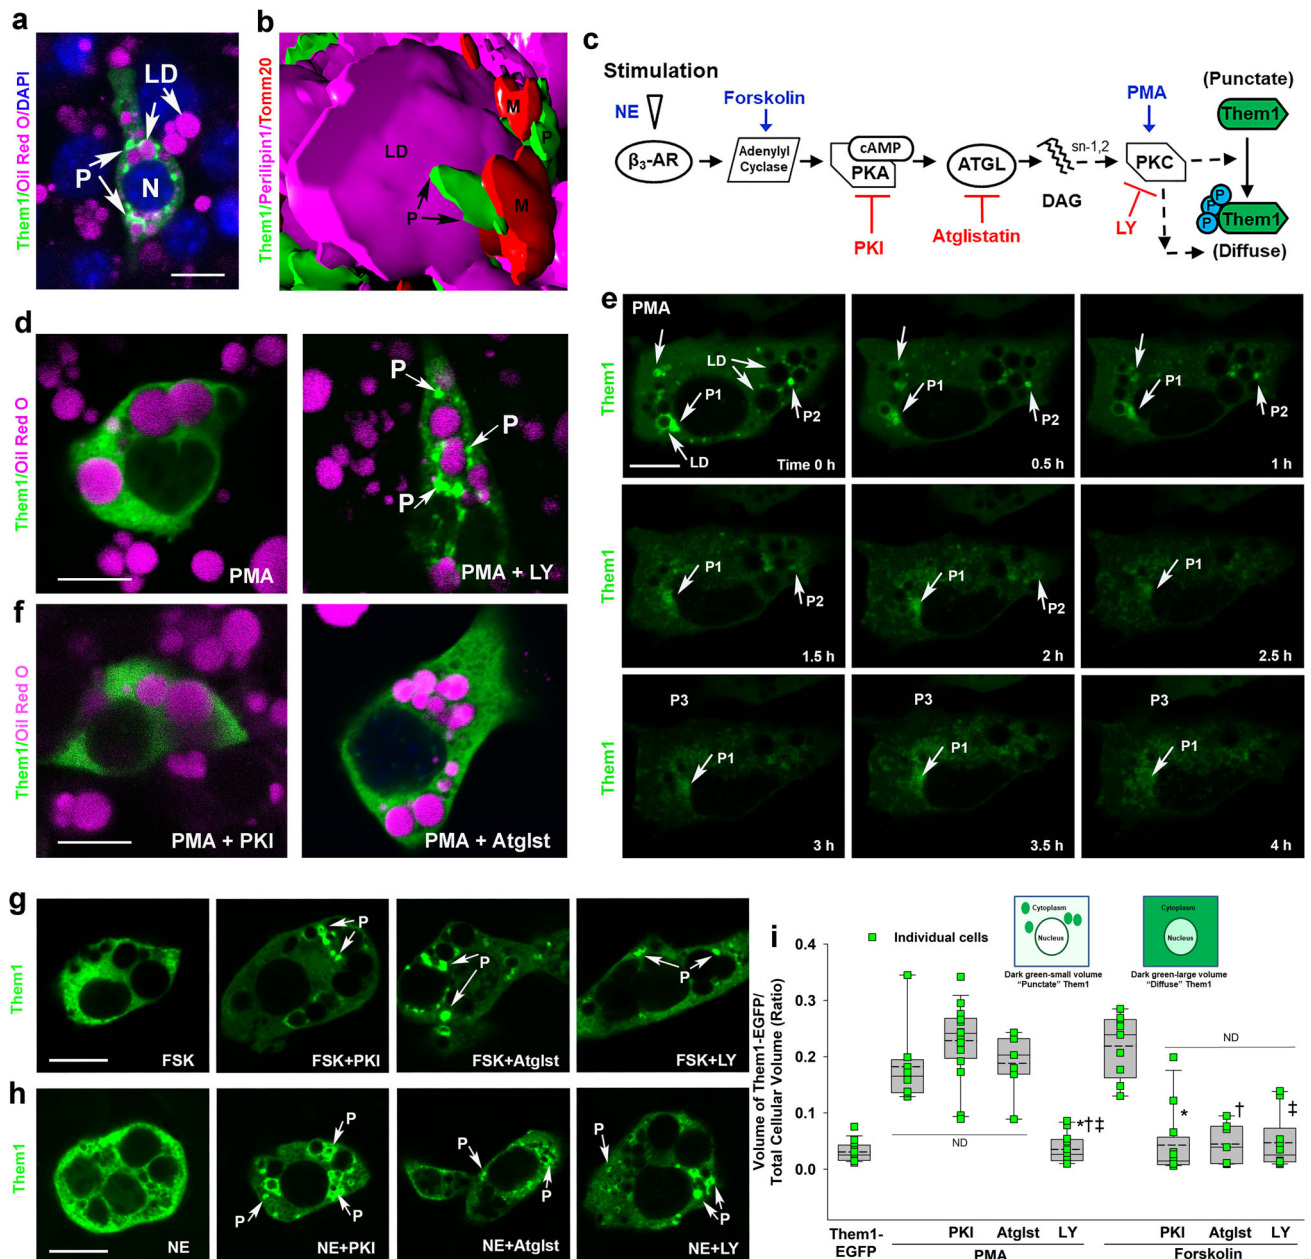 a
Them1/Oil Red O/DAPI
LD
P
N
b
Them1/Perilipin1/Tomm20
LD
M
P
M
P
c
Stimulation
NE
β3-AR
Forskolin
Adenylyl
Cyclase
cAMP
PKA
PKI
ATGL
Atglistatin
sn-1,2
DAG
PMA
PKC
LY
(Punctate)
Them1
P
P
P
Them1
(Diffuse)
d
Them1/Oil Red O
PMA
P
P
P
PMA + LY
e
Them1
PMA
LD
P1
P2
LD
Time 0 h
P1
P2
0.5 h
P1
P2
1 h
Them1
P1
P2
1.5 h
P1
P2
2 h
P1
2.5 h
Them1
P3
P1
3 h
P3
P1
3.5 h
P3
P1
4 h
f
Them1/Oil Red O
PMA + PKI
PMA + Atglst
g
Them1
FSK
P
FSK+PKI
P
FSK+Atglst
P
FSK+LY
h
Them1
NE
P
P
P
NE+PKI
P
P
NE+Atglst
P
P
NE+LY
i
Individual cells
Cytoplasm
Nucleus
Dark green-small volume
"Punctate" Them1
Cytoplasm
Nucleus
Dark green-large volume
"Diffuse" Them1
Volume of Them1-EGFP/
Total Cellular Volume (Ratio)
0.4
0.3
0.2
0.1
0.0
ND
*†‡
ND
*
†
‡
Them1-
EGFP
PKI Atglst LY
PMA
PKI Atglst LY
Forskolin